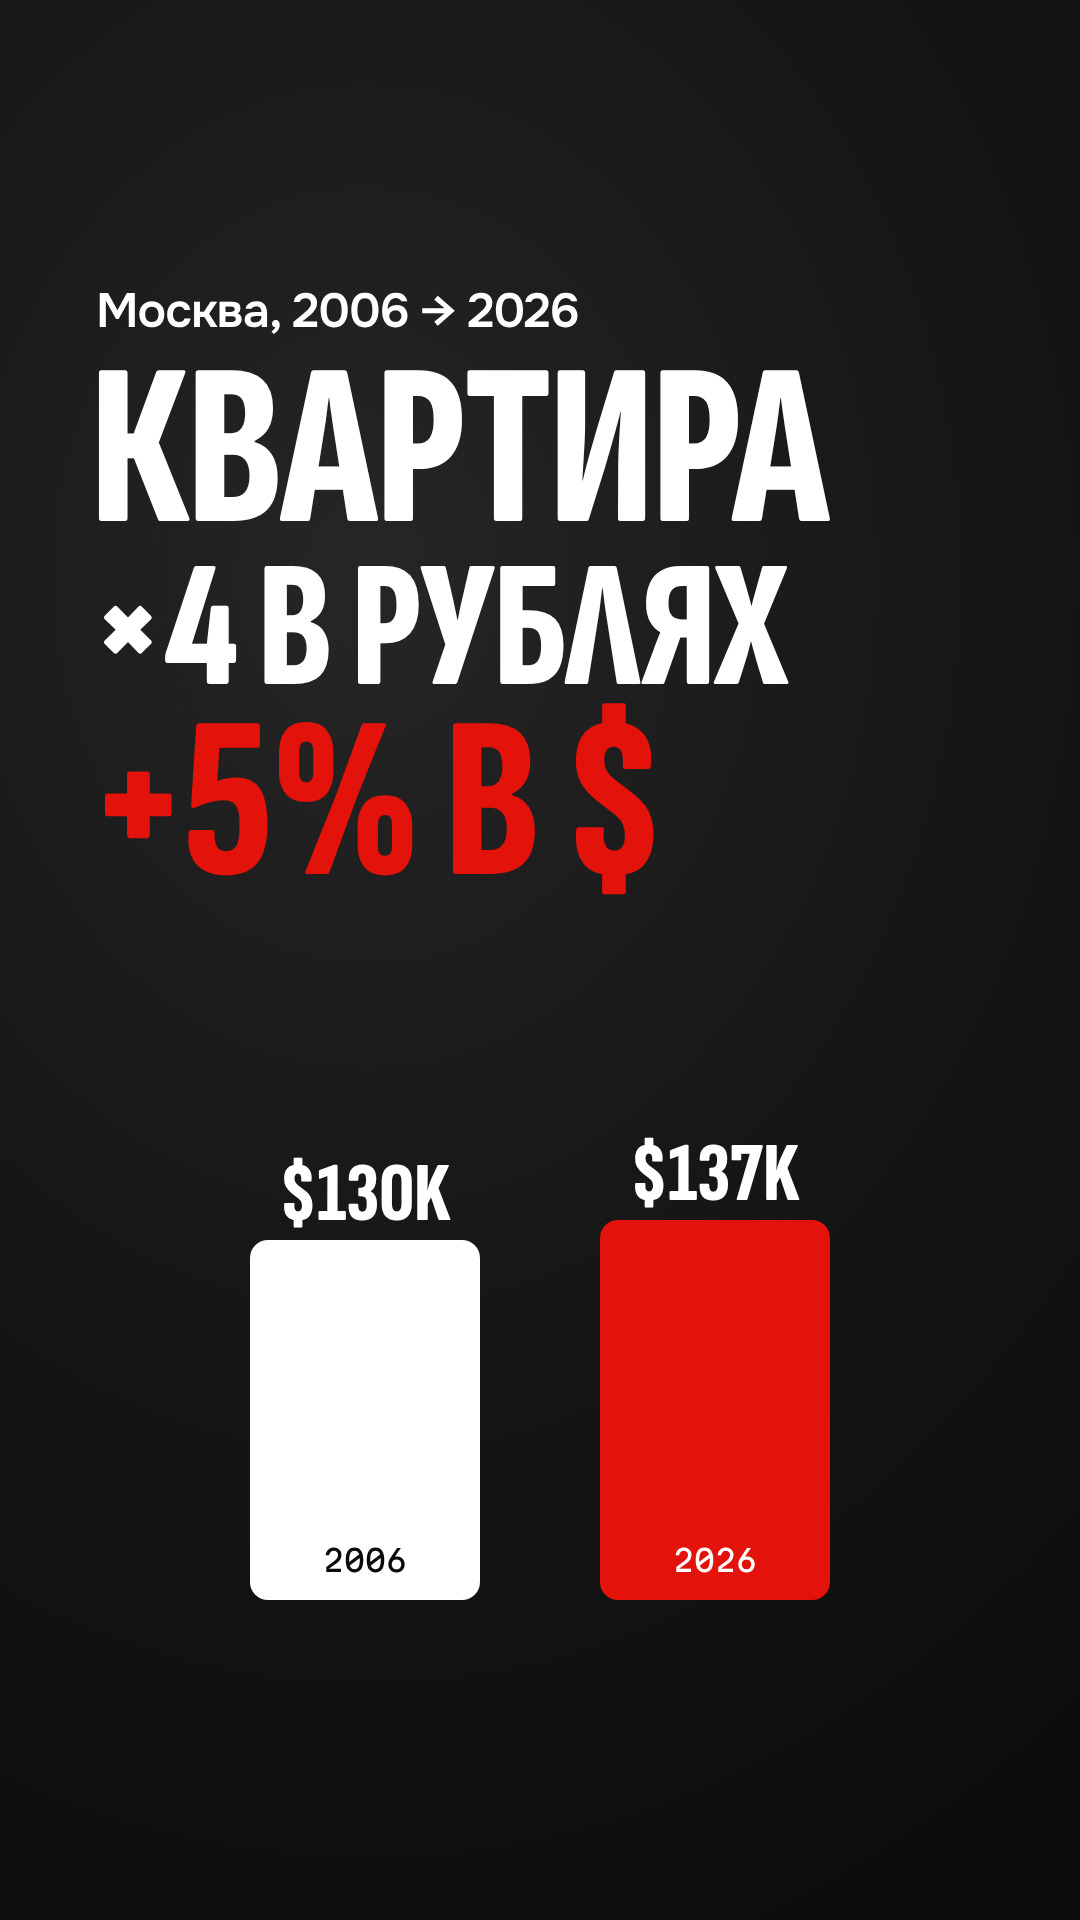 Москва, 2006 → 2026
КВАРТИРА
×4 В РУБЛЯХ
+5% В $
$130K
$137K
2006
2026